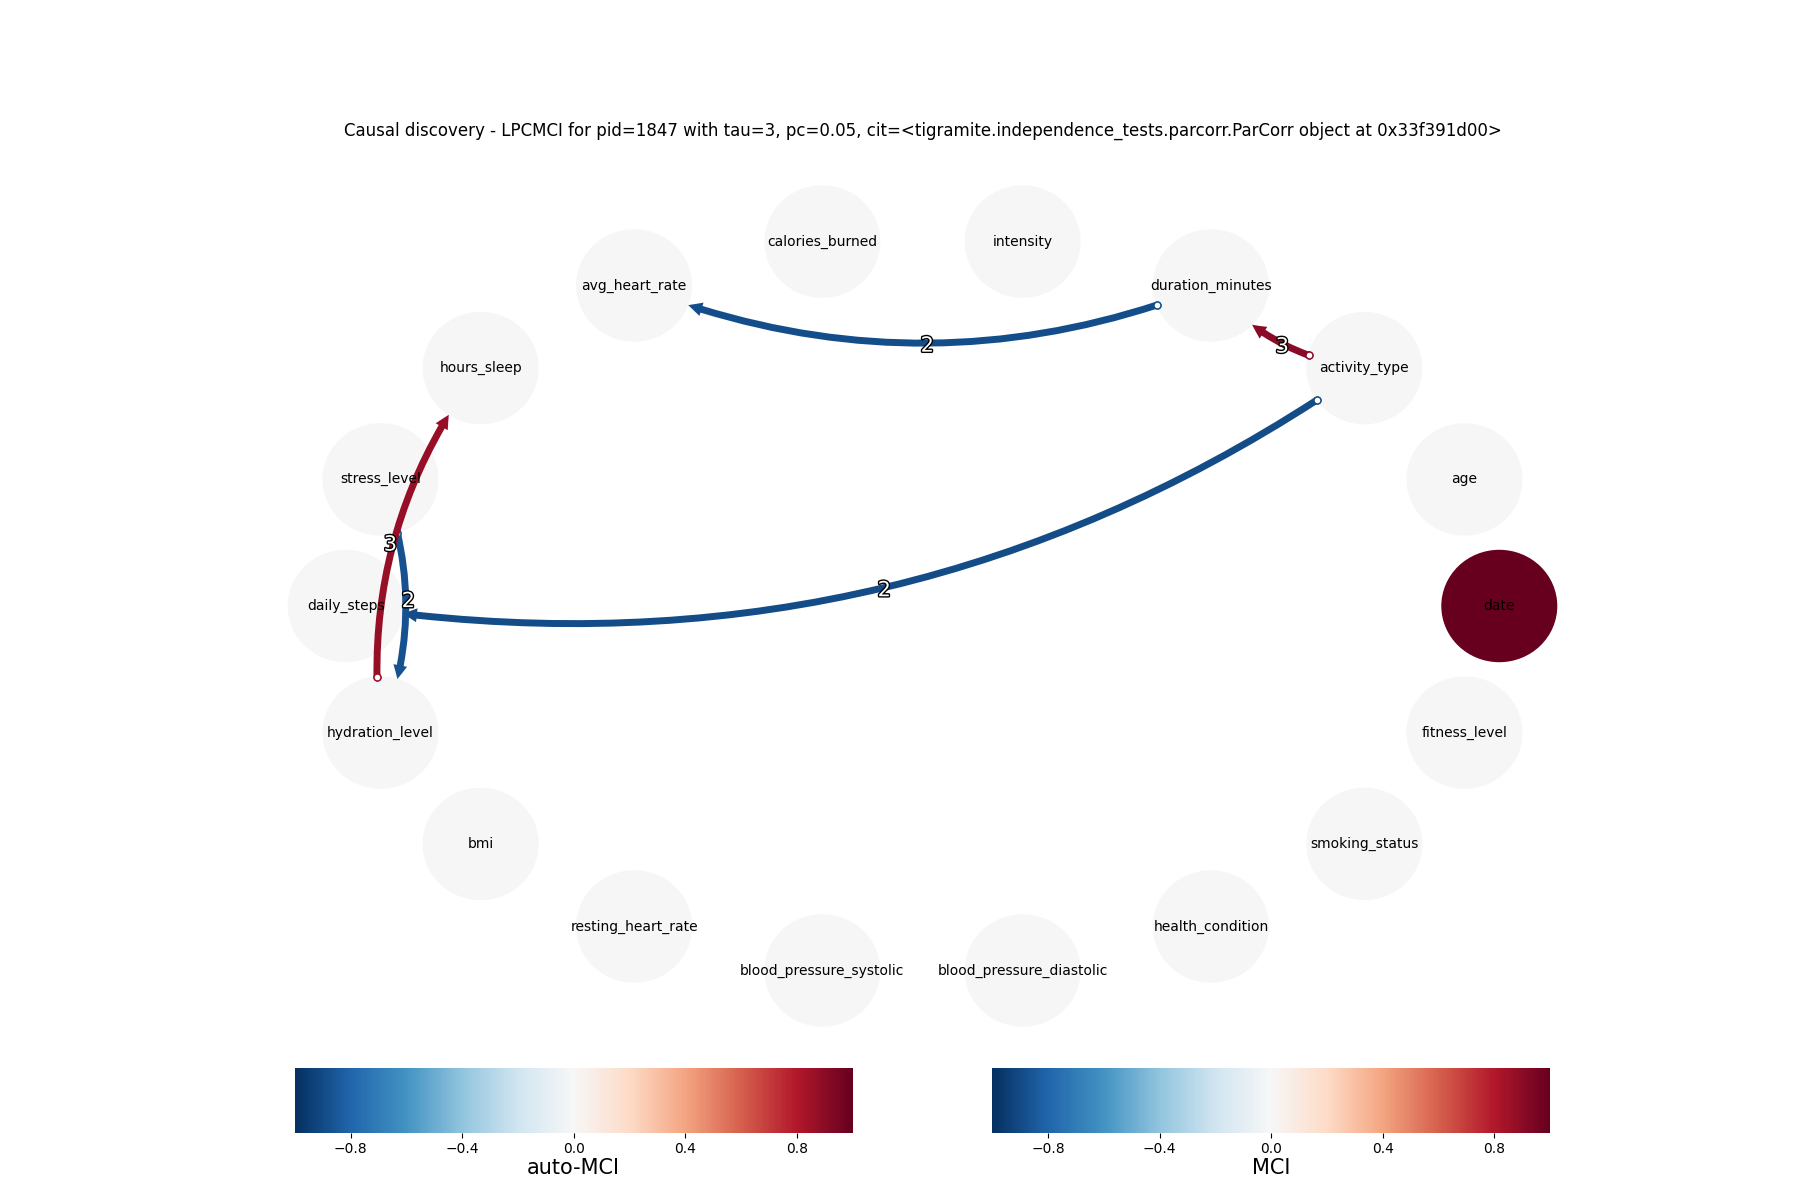 Causal discovery - LPCMCI for pid=1847 with tau=3, pc=0.05, cit=<tigramite.independence_tests.parcorr.ParCorr object at 0x33f391d00>
calories_burned
intensity
avg_heart_rate
duration_minutes
2
3
hours_sleep
activity_type
stress_level
age
3
2
2
daily_steps
date
hydration_level
fitness_level
bmi
smoking_status
resting_heart_rate
health_condition
blood_pressure_systolic
blood_pressure_diastolic
−0.8 −0.4 0.0 0.4 0.8
auto-MCI
−0.8 −0.4 0.0 0.4 0.8
MCI